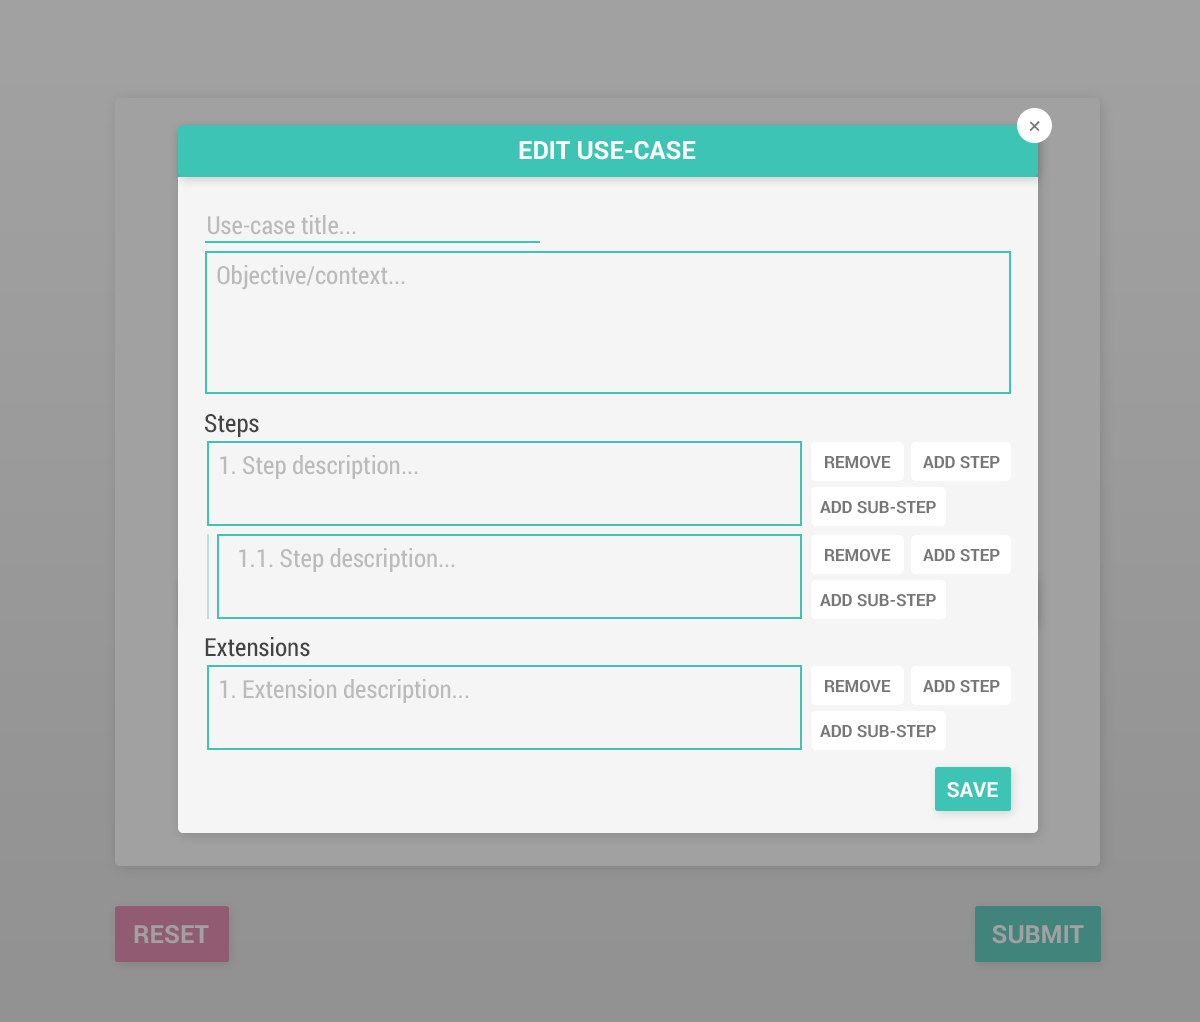 ×
EDIT USE-CASE
Use-case title...
Objective/context...
Steps
1. Step description...
REMOVE
ADD STEP
ADD SUB-STEP
1.1. Step description...
REMOVE
ADD STEP
ADD SUB-STEP
Extensions
1. Extension description...
REMOVE
ADD STEP
ADD SUB-STEP
SAVE
RESET
SUBMIT